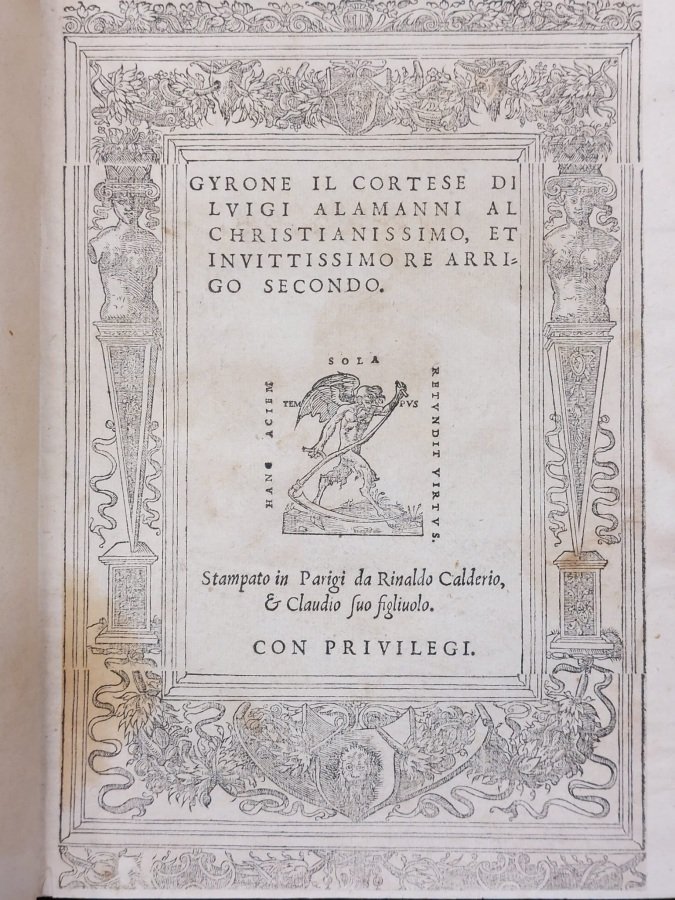 GYRONE IL CORTESE DI
LVIGI ALAMANNI AL
CHRISTIANISSIMO, ET
INVITTISSIMO RE ARRI-
GO SECONDO.
HANC ACIEM
SOLA
RETVNDIT VIRTVS.
TEM PVS
Stampato in Parigi da Rinaldo Calderio,
& Claudio ſuo figliuolo.
CON PRIVILEGI.